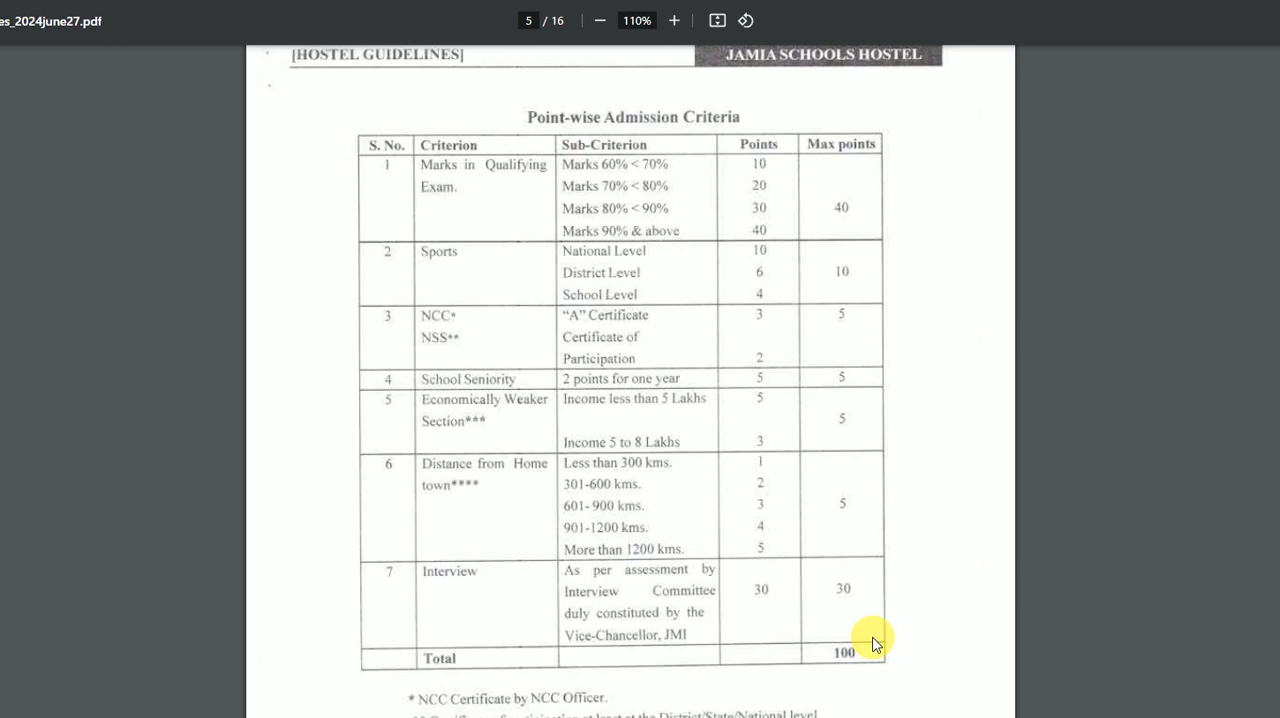 es_2024june27.pdf
5 / 16
110%
[HOSTEL GUIDELINES]
JAMIA SCHOOLS HOSTEL
Point-wise Admission Criteria
S. No. Criterion Sub-Criterion Points Max points
1 Marks in Qualifying Marks 60% < 70% 10
Exam. Marks 70% < 80% 20
Marks 80% < 90% 30 40
Marks 90% & above 40
2 Sports National Level 10
District Level 6 10
School Level 4
3 NCC* "A" Certificate 3 5
NSS** Certificate of
Participation 2
4 School Seniority 2 points for one year 5 5
5 Economically Weaker Income less than 5 Lakhs 5
Section*** 5
Income 5 to 8 Lakhs 3
6 Distance from Home Less than 300 kms. 1
town**** 301-600 kms. 2
601- 900 kms. 3 5
901-1200 kms. 4
More than 1200 kms. 5
7 Interview As per assessment by
Interview Committee 30 30
duly constituted by the
Vice-Chancellor, JMI
Total 100
* NCC Certificate by NCC Officer.
at the District/State/National level